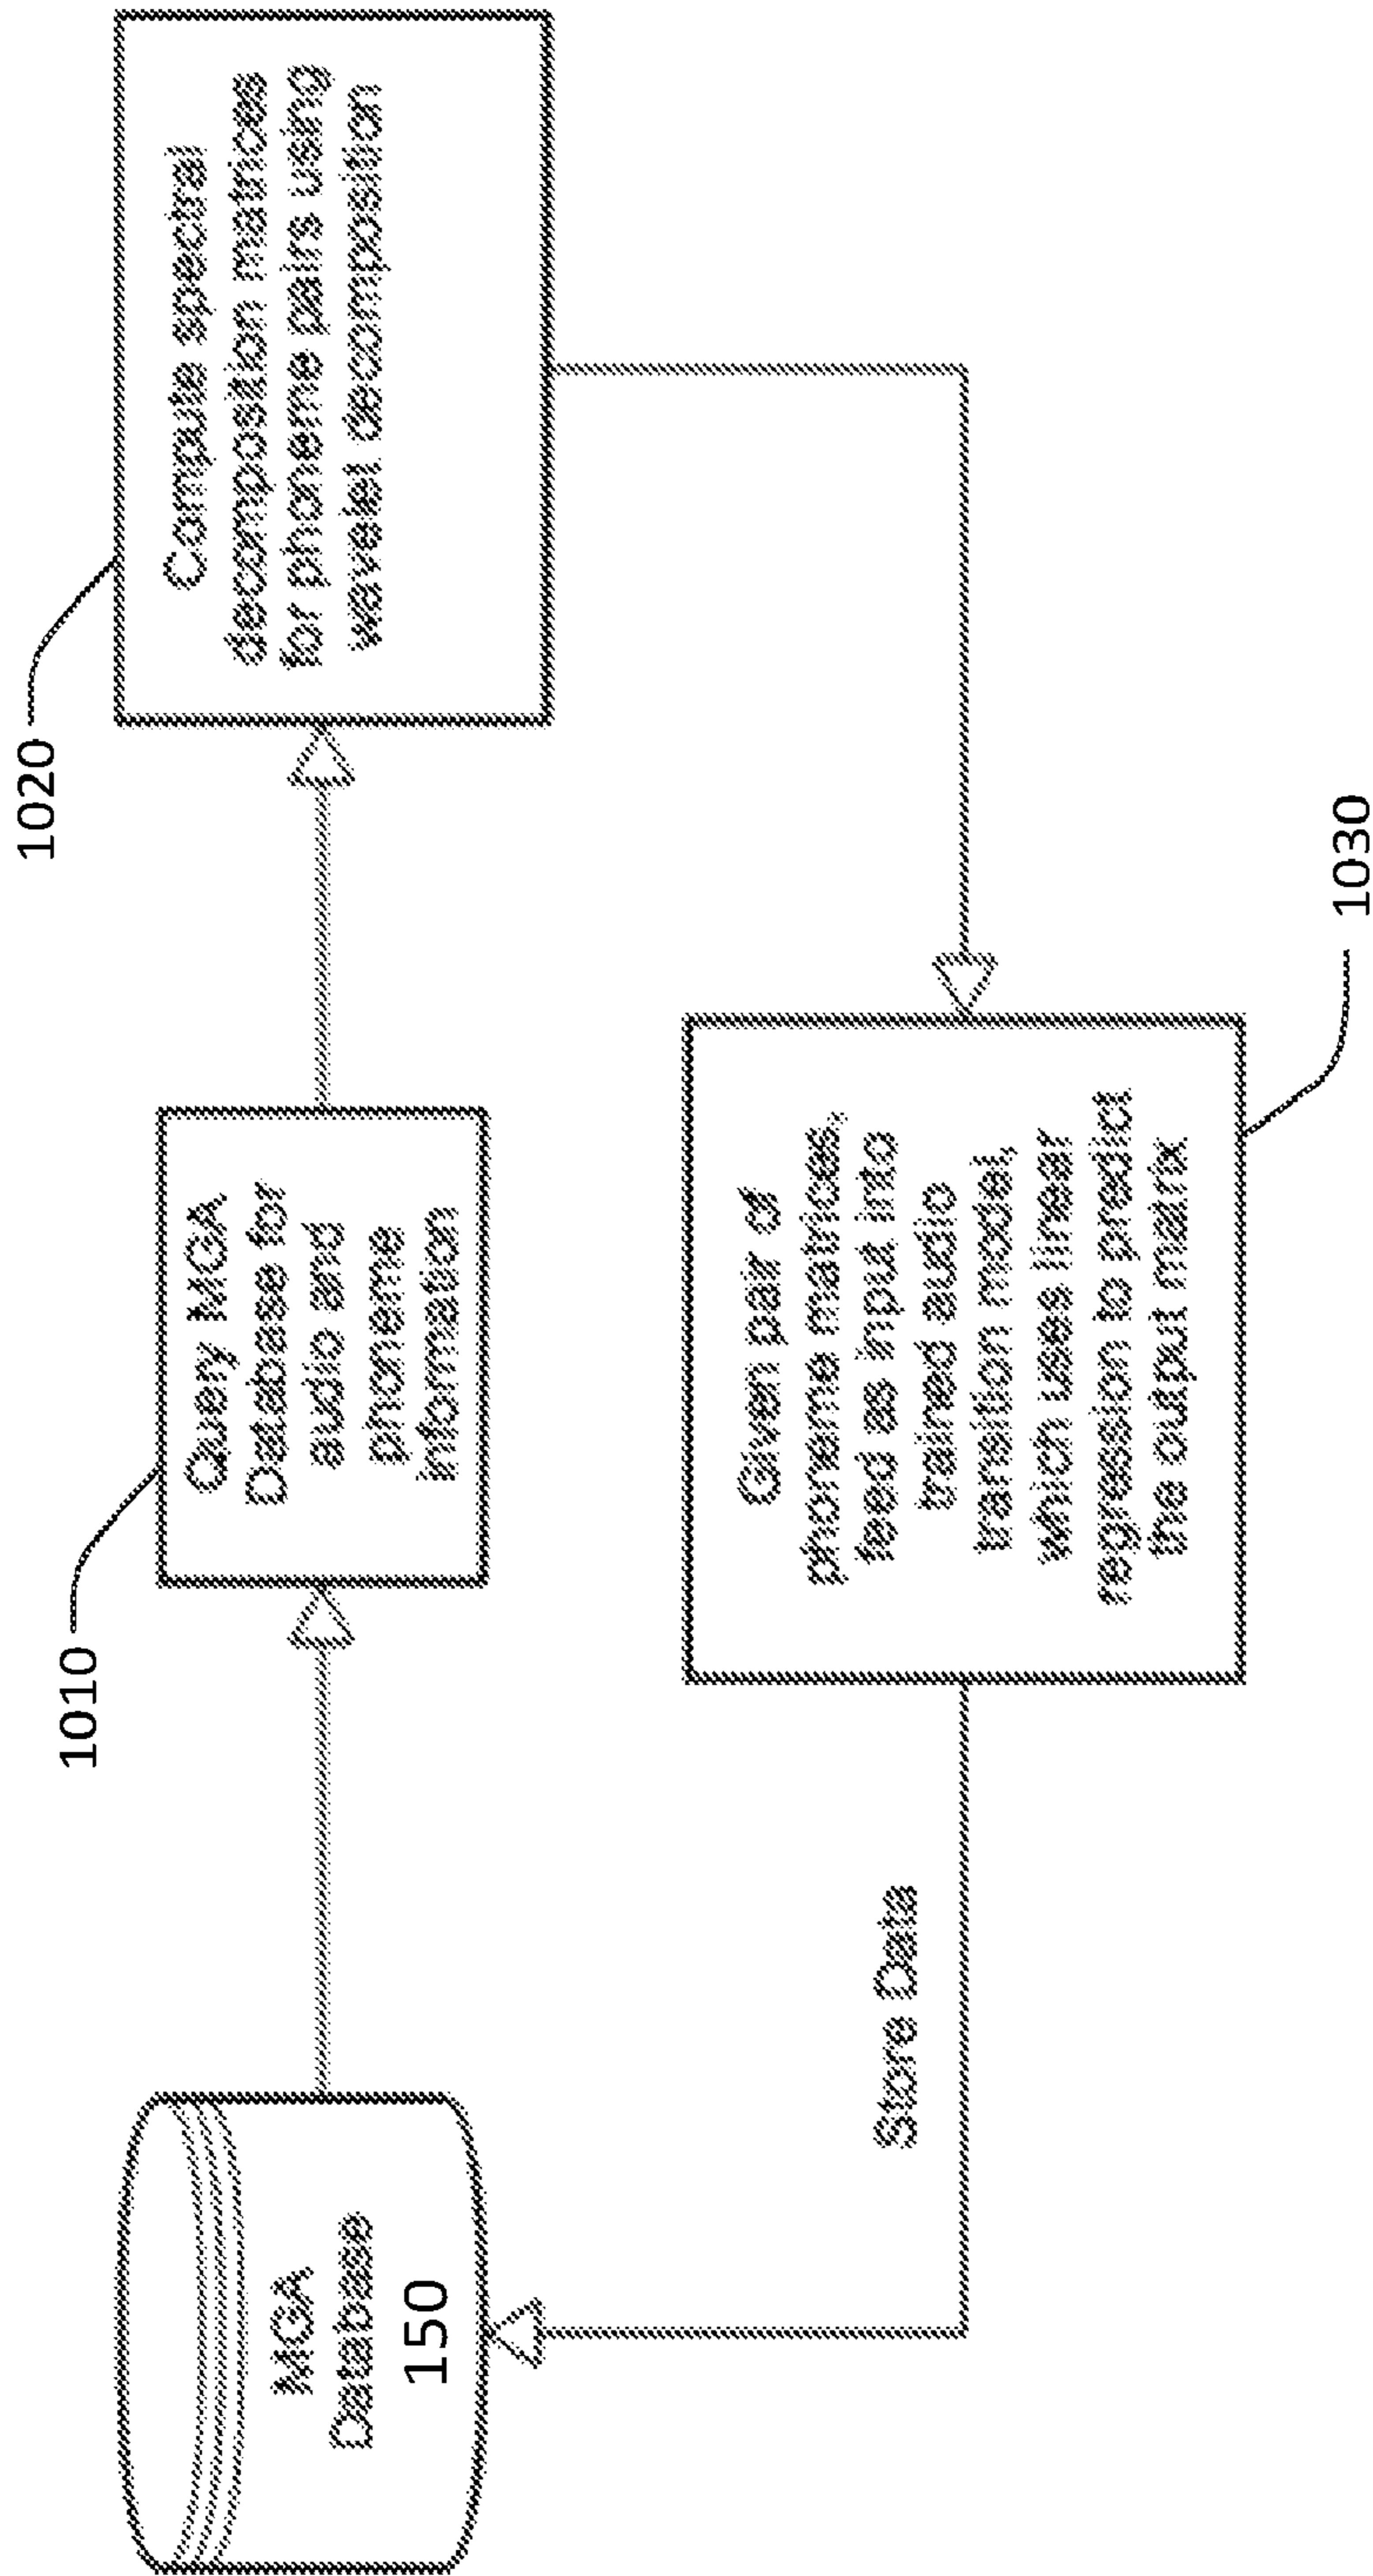 1010
Query
Database for
audio and
phoneme
information
1020
Compute spectral
decomposition matrices
for phoneme pairs using
wavelet decomposition
Database
150
Store Data
Given pair of
phoneme matrices,
feed as input into
trained audio
transition model,
which uses linear
regression to predict
the output matrix
1030